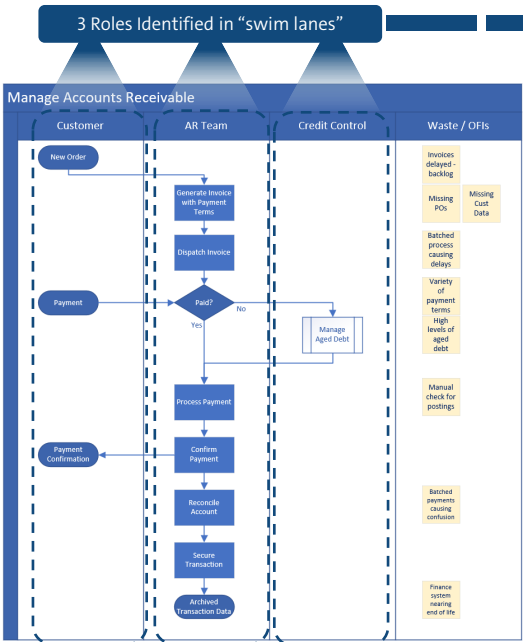 3 Roles Identified in “swim lanes”
Manage Accounts Receivable
Customer
AR Team
Credit Control
Waste / OFIs
New Order
Invoices
delayed -
backlog
Generate Invoice
with Payment
Terms
Missing
POs
Missing
Cust
Data
Dispatch Invoice
Batched
process
causing
delays
Payment
Paid?
No
Yes
Manage
Aged Debt
Variety
of
payment
terms
High
levels of
aged
debt
Process Payment
Manual
check for
postings
Payment
Confirmation
Confirm
Payment
Reconcile
Account
Batched
payments
causing
confusion
Secure
Transaction
Archived
Transaction Data
Finance
system
nearing
end of life